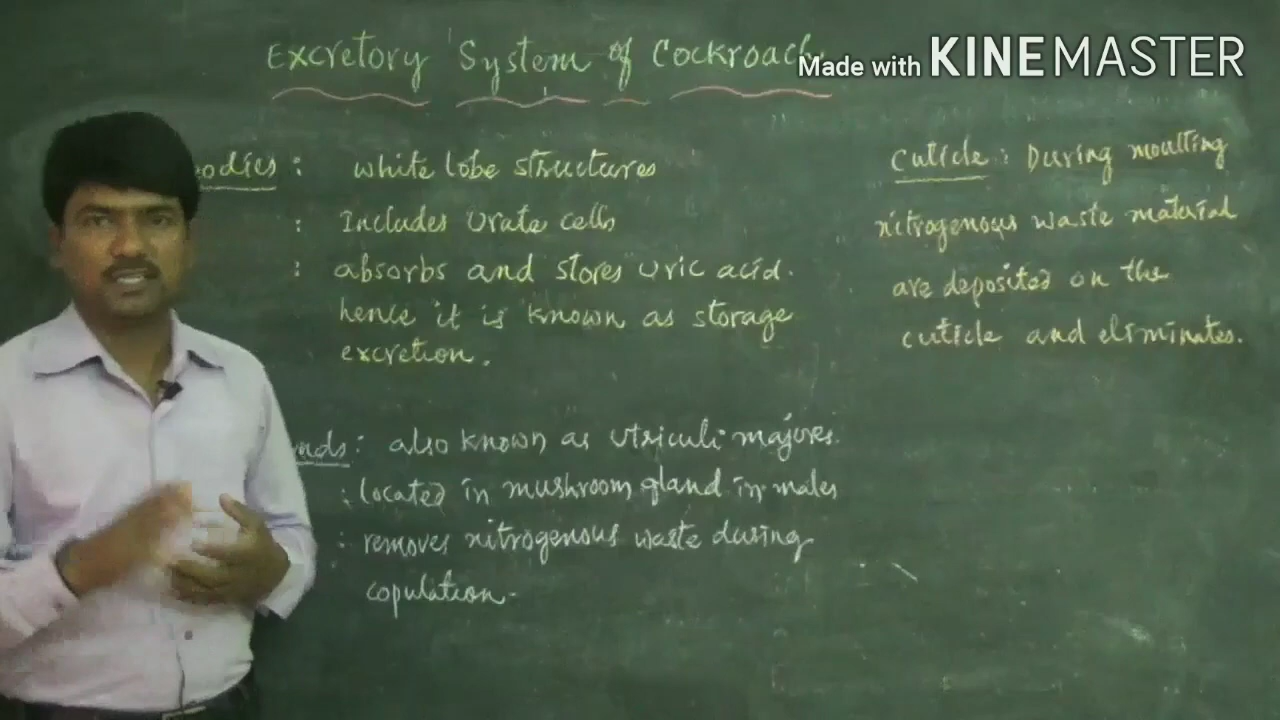 Excretory System of Cockroach
Made with KINEMASTER
odies : white lobe structures
: Includes Urate cells
: absorbs and stores uric acid.
hence it is known as storage
excretion.
nds : also known as utriculi majores.
: located in mushroom gland in males
: removes nitrogenous waste during
copulation.
Cuticle : During moulting
nitrogenous waste material
are deposited on the
cuticle and eliminates.